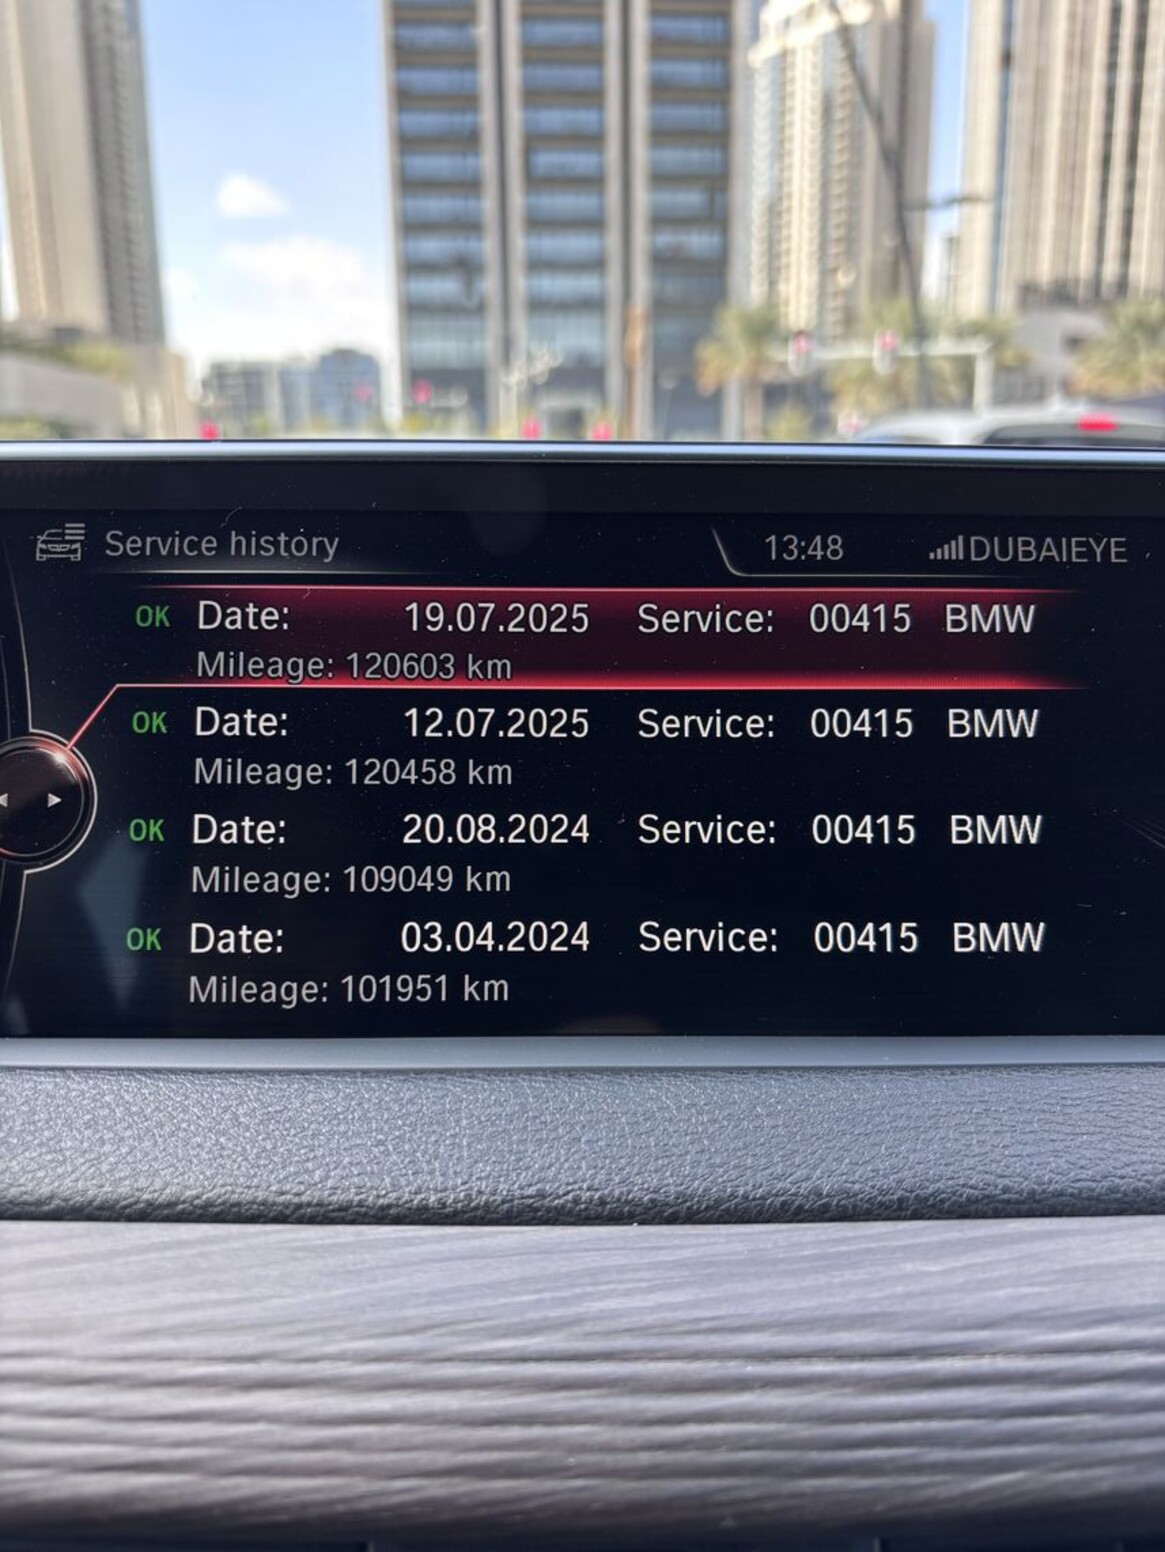 Service history 13:48 DUBAIEYE
OK Date: 19.07.2025 Service: 00415 BMW
Mileage: 120603 km
OK Date: 12.07.2025 Service: 00415 BMW
Mileage: 120458 km
OK Date: 20.08.2024 Service: 00415 BMW
Mileage: 109049 km
OK Date: 03.04.2024 Service: 00415 BMW
Mileage: 101951 km